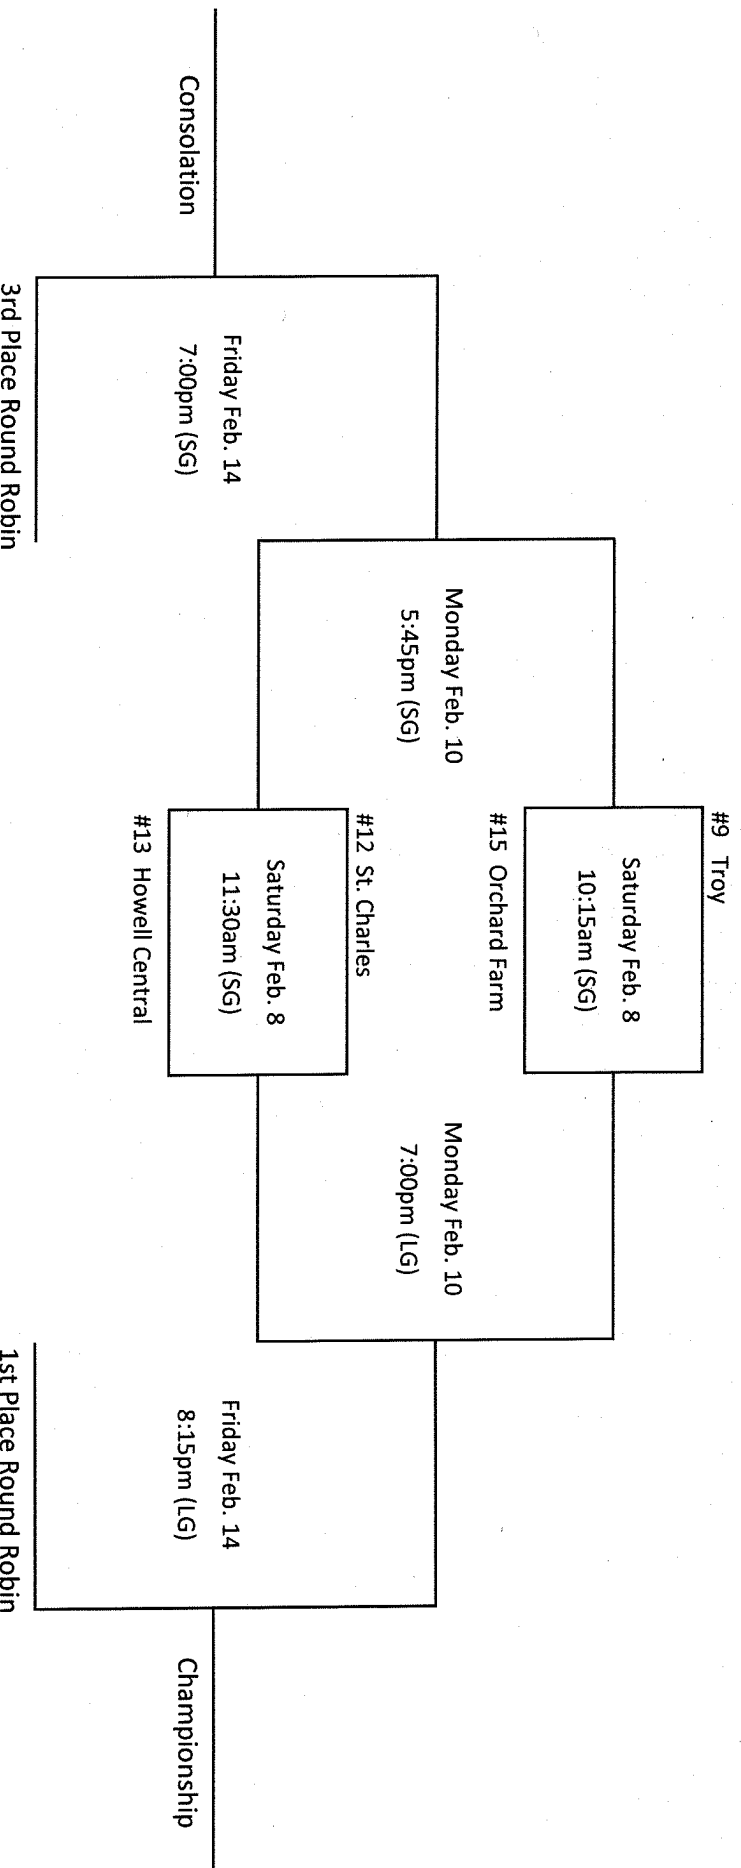 #9 Troy
Saturday Feb. 8
10:15am (SG)
#15 Orchard Farm
Monday Feb. 10
5:45pm (SG)
Monday Feb. 10
7:00pm (LG)
#12 St. Charles
Saturday Feb. 8
11:30am (SG)
#13 Howell Central
Friday Feb. 14
7:00pm (SG)
Friday Feb. 14
8:15pm (LG)
Consolation
Championship
3rd Place Round Robin
1st Place Round Robin